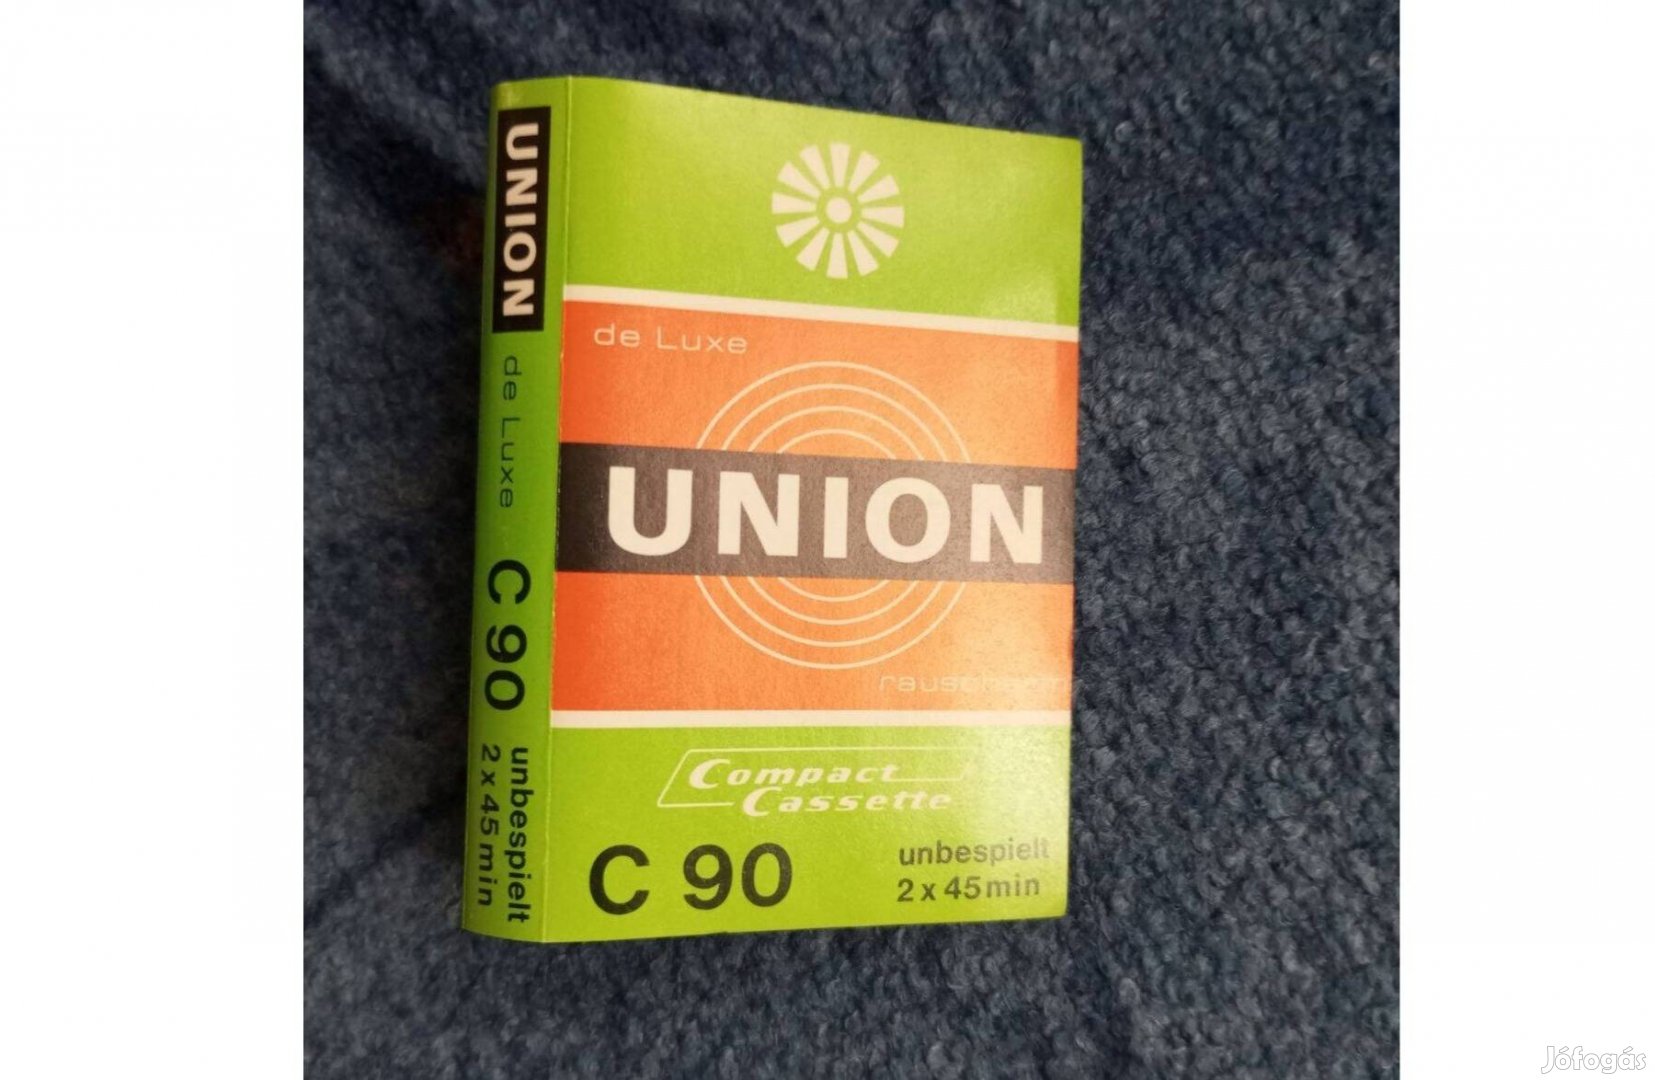 UNION
de Luxe
C 90
unbespielt
2 x 45 min
de Luxe
UNION
Compact
Cassette
C 90
unbespielt
2 x 45 min
Jófogás